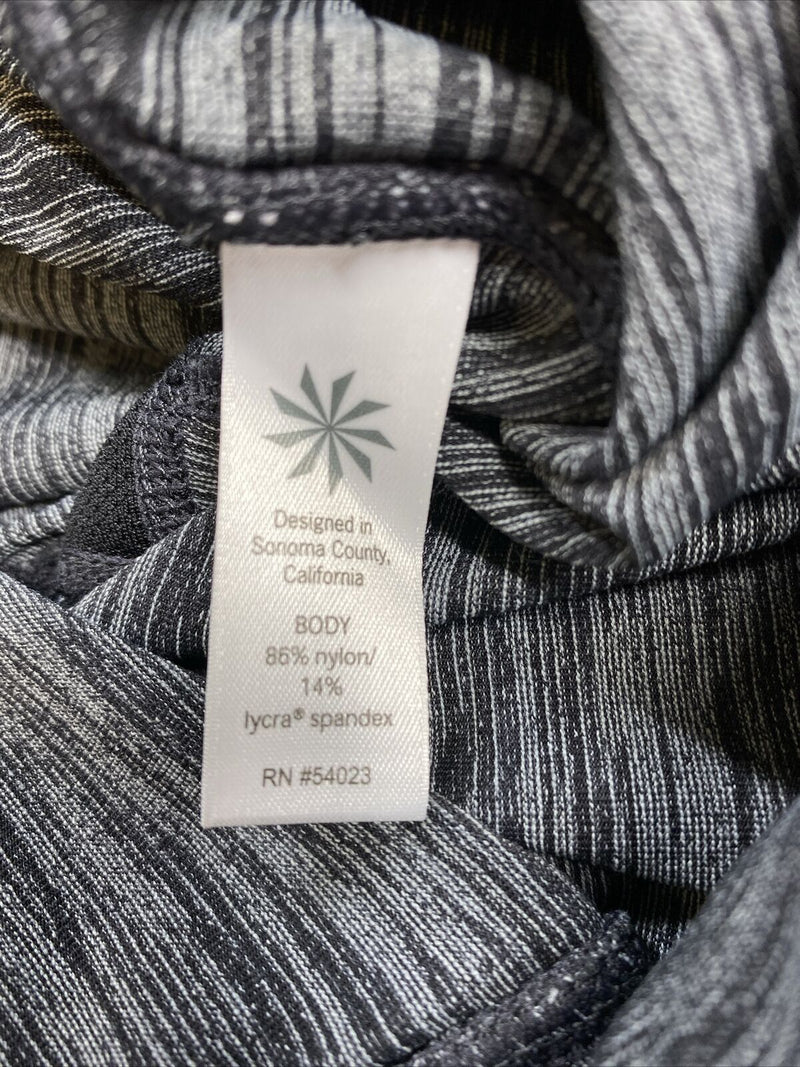 Designed in
Sonoma County,
California
BODY
86% nylon/
14%
lycra® spandex
RN #54023